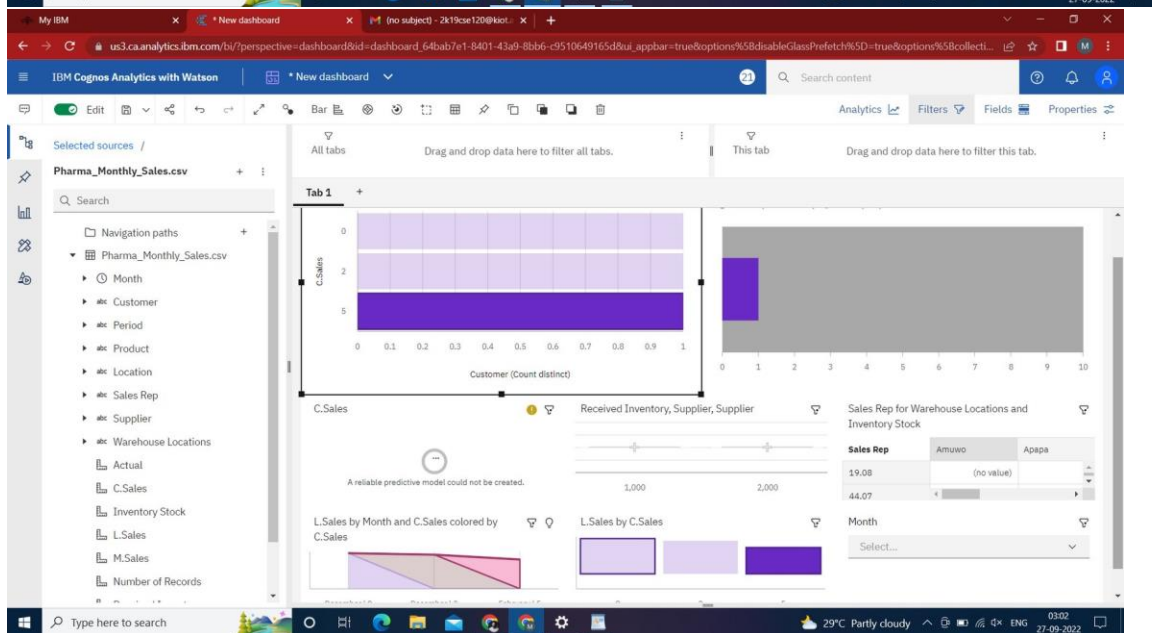 27-09-2022
My IBM
* New dashboard
(no subject) - 2k19cse120@kiot.a
us3.ca.analytics.ibm.com/bi/?perspective=dashboard&id=dashboard_64bab7e1-8401-43a9-8bb6-c9510649165d&ui_appbar=true&options%5BdisableGlassPrefetch%5D=true&options%5Bcollecti...
M
IBM Cognos Analytics with Watson
* New dashboard
21
Search content
Edit
Bar
Analytics
Filters
Fields
Properties
Selected sources /
Pharma_Monthly_Sales.csv
Search
Navigation paths
Pharma_Monthly_Sales.csv
Month
abc Customer
abc Period
abc Product
abc Location
abc Sales Rep
abc Supplier
abc Warehouse Locations
Actual
C.Sales
Inventory Stock
L.Sales
M.Sales
Number of Records
All tabs
Drag and drop data here to filter all tabs.
This tab
Drag and drop data here to filter this tab.
Tab 1
C.Sales
0
2
5
0 0.1 0.2 0.3 0.4 0.5 0.6 0.7 0.8 0.9 1
Customer (Count distinct)
0 1 2 3 4 5 6 7 8 9 10
C.Sales
A reliable predictive model could not be created.
Received Inventory, Supplier, Supplier
1,000 2,000
Sales Rep for Warehouse Locations and
Inventory Stock
Sales Rep Amuwo Apapa
19.08 (no value)
44.07
L.Sales by Month and C.Sales colored by
C.Sales
L.Sales by C.Sales
Month
Select...
Type here to search
29°C Partly cloudy
ENG
03:02
27-09-2022